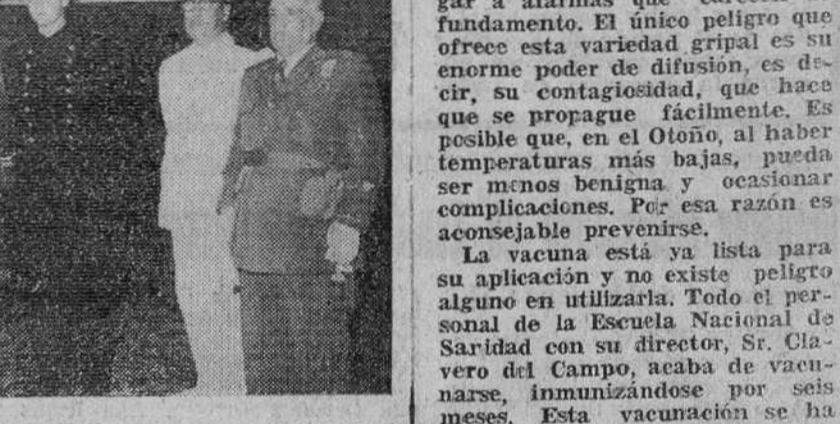 gar a alarmas que
fundamento. El único peligro que
ofrece esta variedad gripal es su
enorme poder de difusión, es de-
cir, su contagiosidad, que hace
que se propague fácilmente. Es
posible que, en el Otoño, al haber
temperaturas más bajas, pueda
ser menos benigna y ocasionar
complicaciones. Por esa razón es
aconsejable prevenirse.
La vacuna está ya lista para
su aplicación y no existe peligro
alguno en utilizarla. Todo el per-
sonal de la Escuela Nacional de
Saridad con su director, Sr. Cla-
vero del Campo, acaba de vacu-
narse, inmunizándose por seis
meses. Esta vacunación se ha